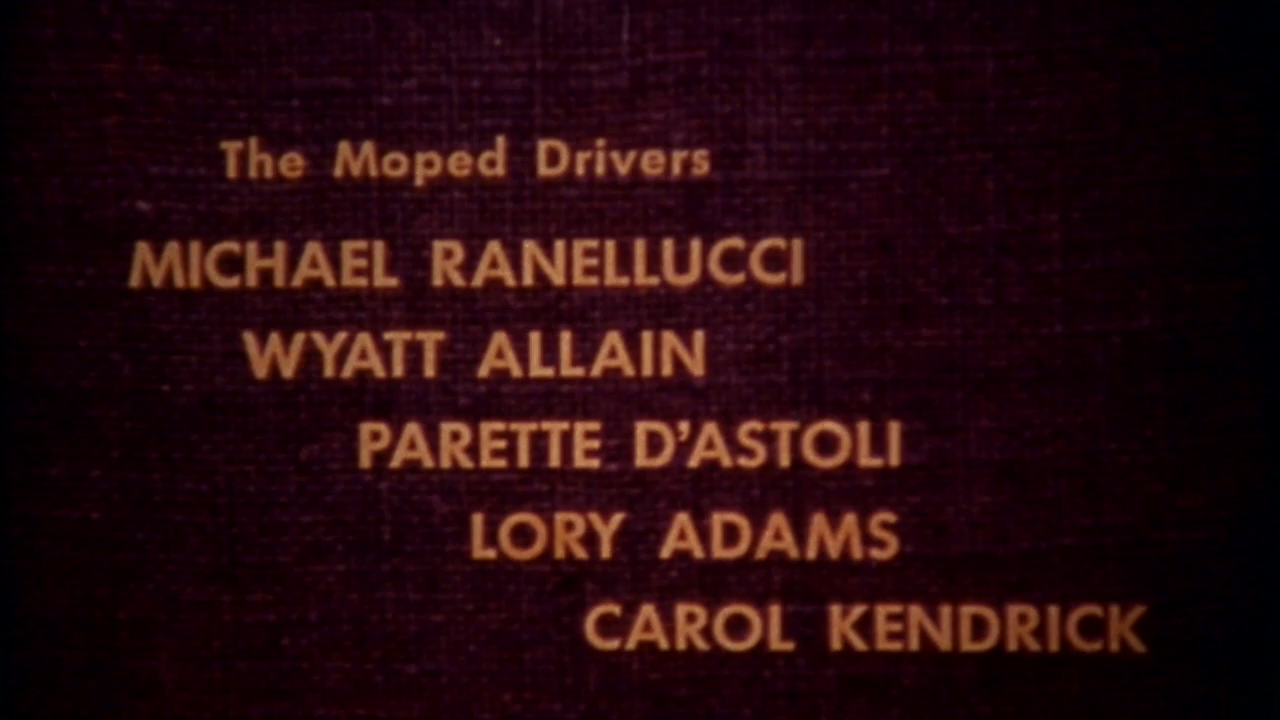 The Moped Drivers
MICHAEL RANELLUCCI
WYATT ALLAIN
PARETTE D'ASTOLI
LORY ADAMS
CAROL KENDRICK